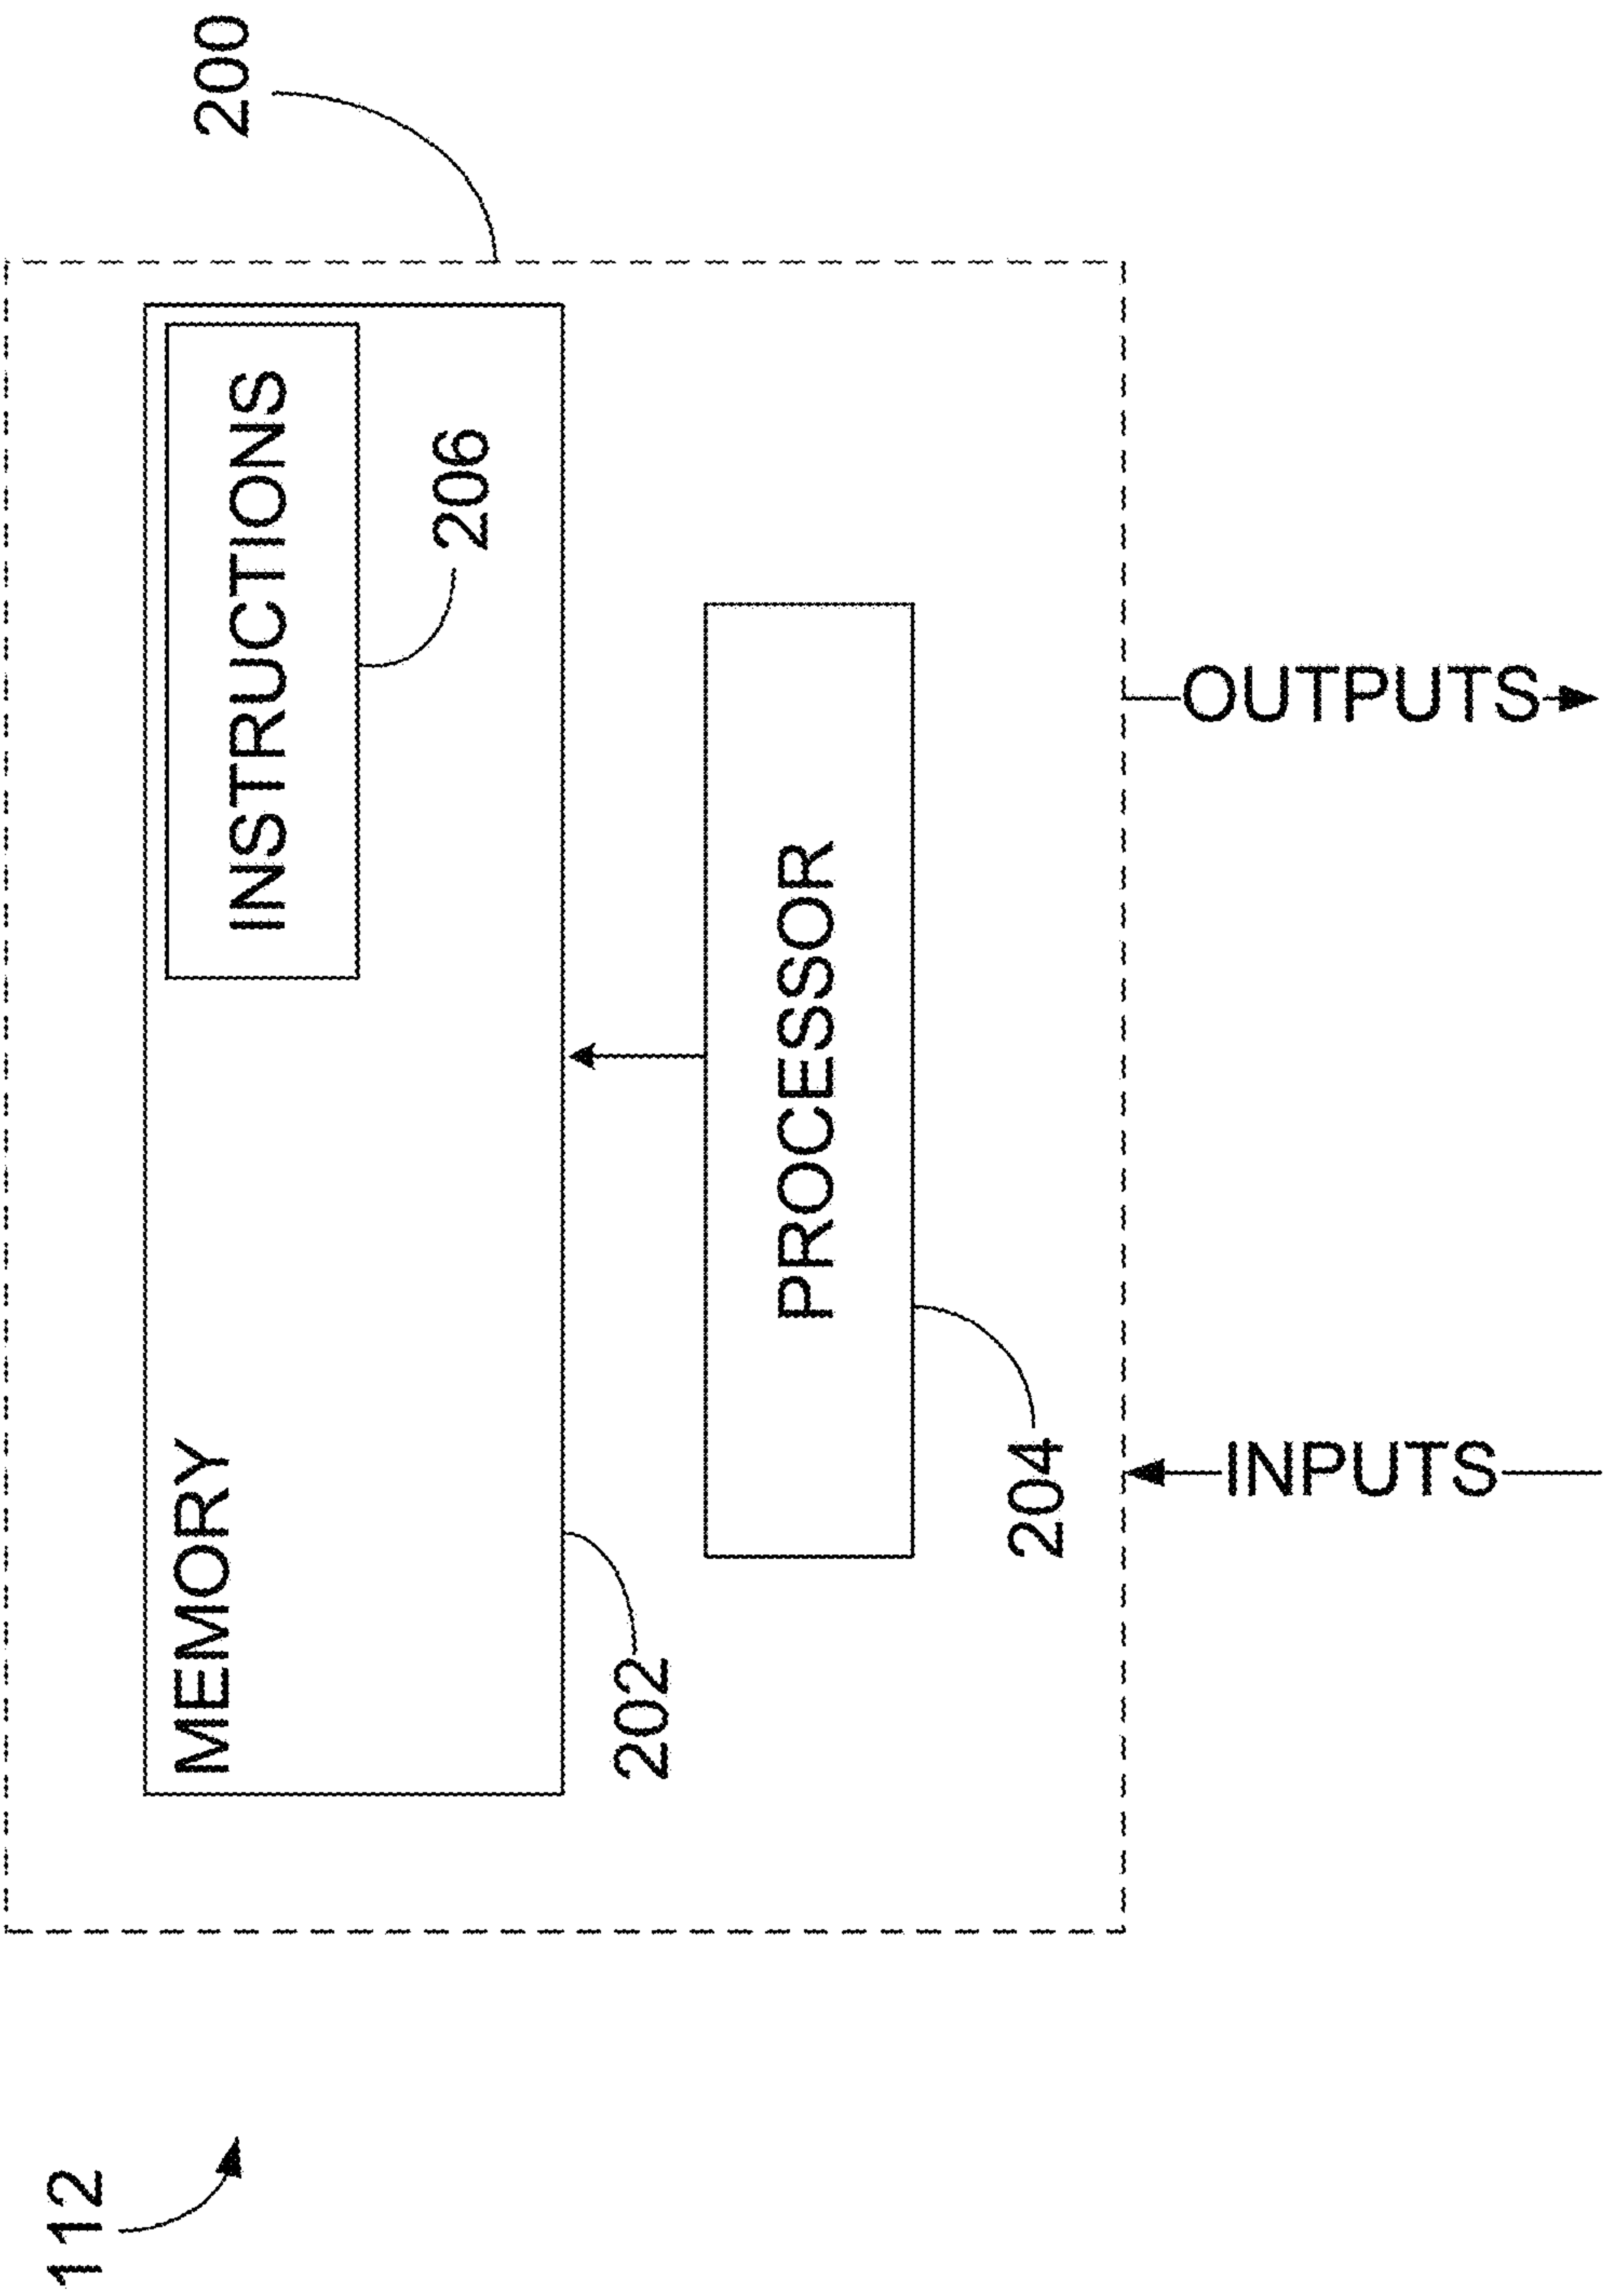 112
200
MEMORY
INSTRUCTIONS
206
202
PROCESSOR
204
INPUTS
OUTPUTS